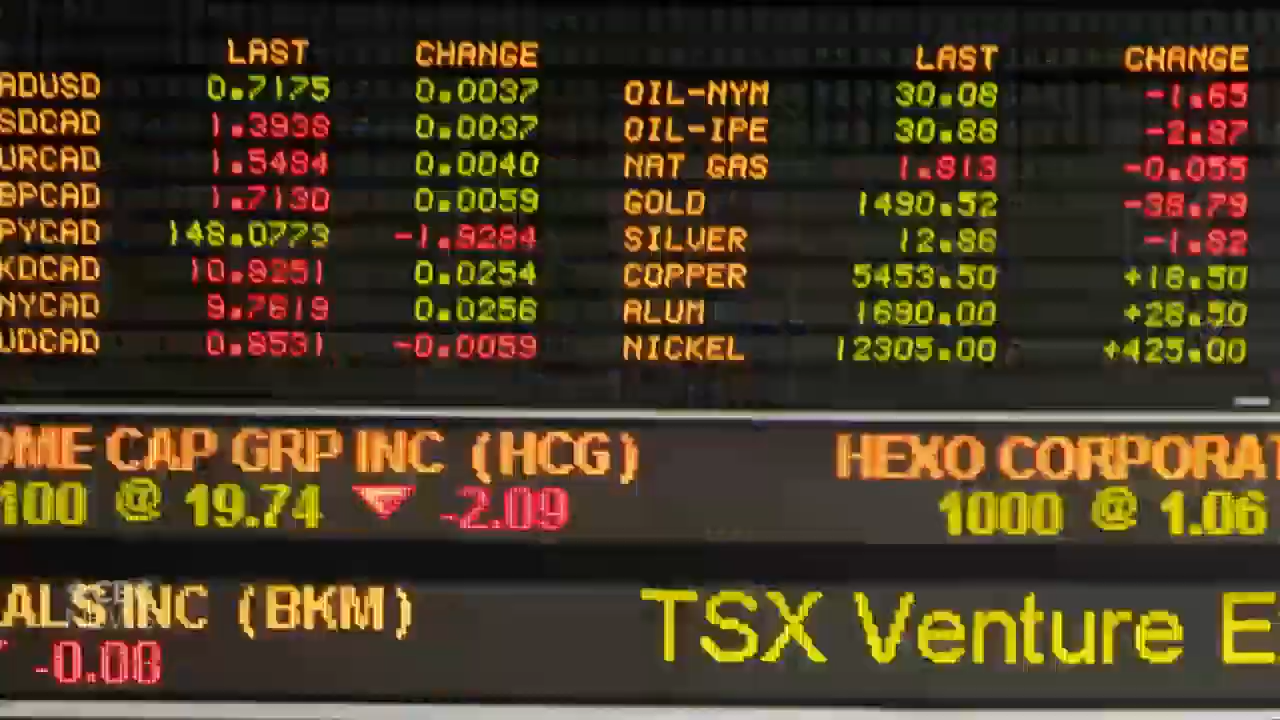 LAST CHANGE LAST CHANGE
ADUSD 0.7175 0.0037 OIL-NYM 30.08 -1.65
SDCAD 1.3938 0.0037 OIL-IPE 30.88 -2.97
URCAD 1.5484 0.0040 NAT GAS 1.813 -0.055
BPCAD 1.7130 0.0059 GOLD 1490.52 -38.79
PYCAD 148.0773 -1.9284 SILVER 12.86 -1.82
KDCAD 10.9251 0.0254 COPPER 5453.50 +18.50
NYCAD 9.7619 0.0256 ALUM 1690.00 +28.50
UDCAD 0.8531 -0.0059 NICKEL 12305.00 +425.00
OME CAP GRP INC (HCG) HEXO CORPORAT
100 @ 19.74 -2.09 1000 @ 1.06
ALS INC (BKM) TSX Venture E
-0.08